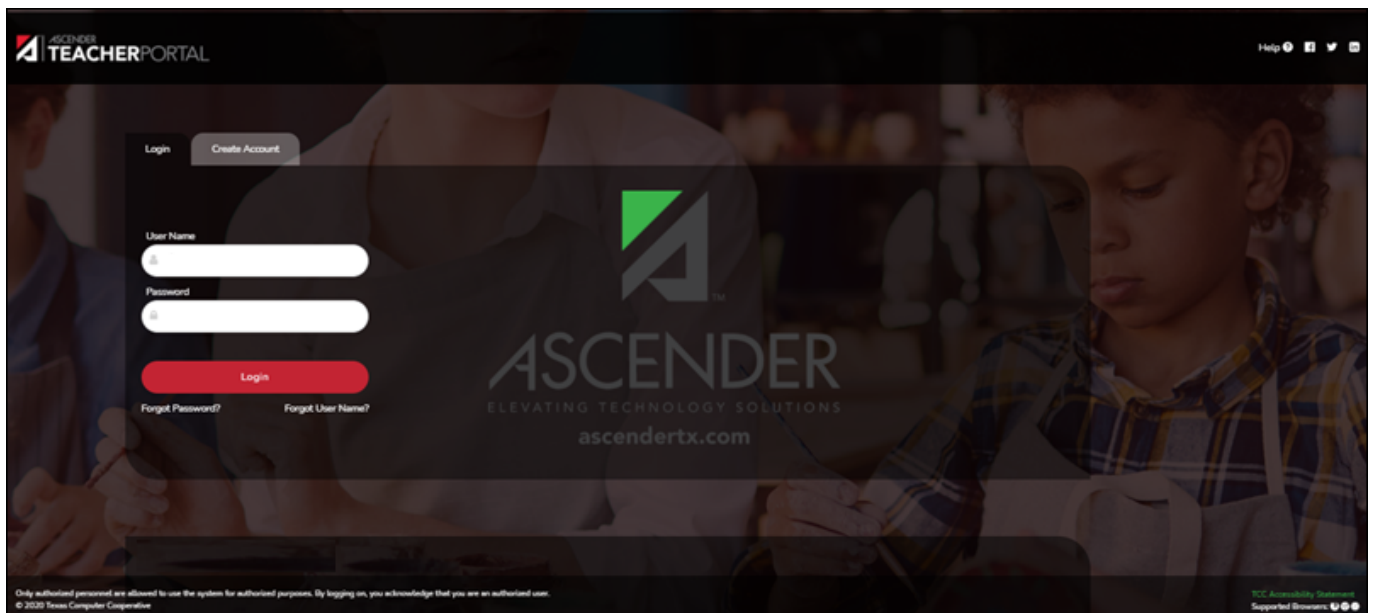 ASCENDER
TEACHERPORTAL
Help
Login
Create Account
User Name
Password
Login
Forgot Password?
Forgot User Name?
TM
ASCENDER
ELEVATING TECHNOLOGY SOLUTIONS
ascendertx.com
Only authorized personnel are allowed to use the system for authorized purposes. By logging on, you acknowledge that you are an authorized user.
© 2020 Texas Computer Cooperative
TCC Accessibility Statement
Supported Browsers: